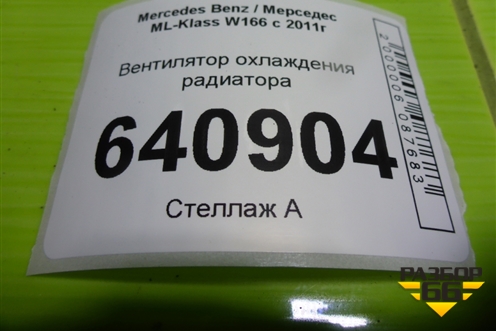 Mercedes Benz / Мерседес
ML-Klass W166 с 2011г
Вентилятор охлаждения
радиатора
640904
Стеллаж А
2000006087683
РАЗБОР
66